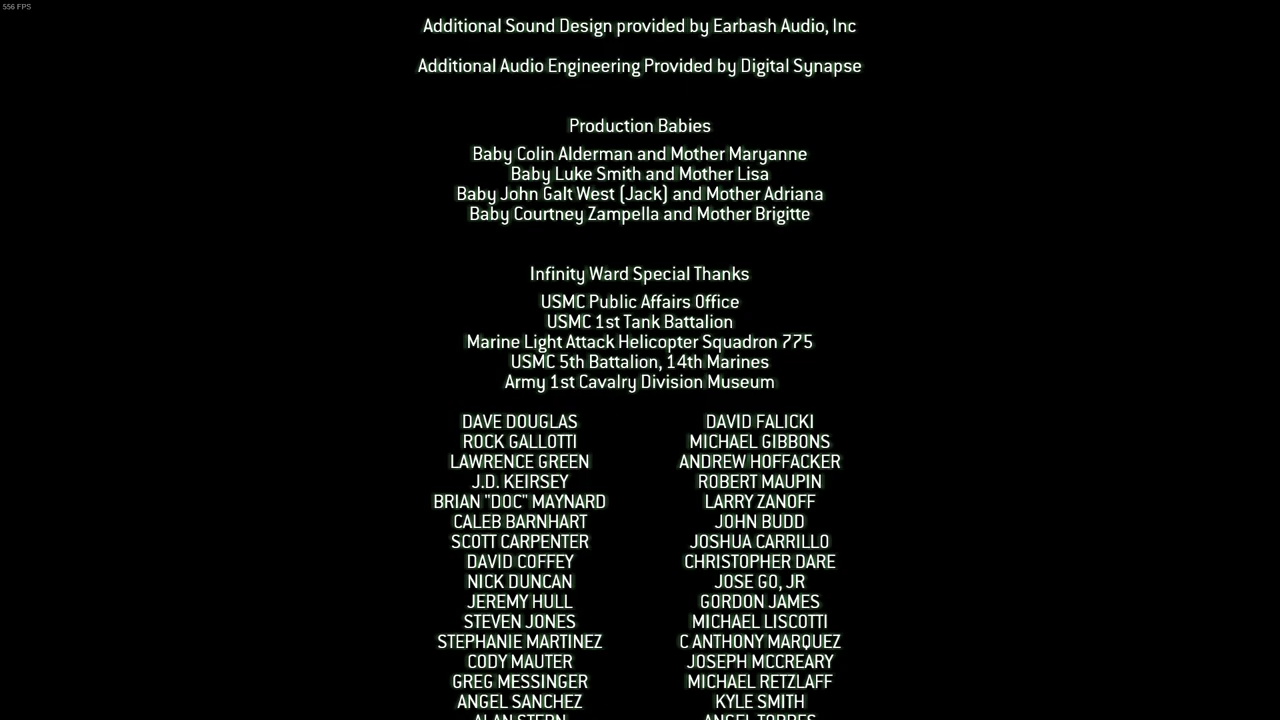 556 FPS
Additional Sound Design provided by Earbash Audio, Inc
Additional Audio Engineering Provided by Digital Synapse
Production Babies
Baby Colin Alderman and Mother Maryanne
Baby Luke Smith and Mother Lisa
Baby John Galt West (Jack) and Mother Adriana
Baby Courtney Zampella and Mother Brigitte
Infinity Ward Special Thanks
USMC Public Affairs Office
USMC 1st Tank Battalion
Marine Light Attack Helicopter Squadron 775
USMC 5th Battalion, 14th Marines
Army 1st Cavalry Division Museum
DAVE DOUGLAS DAVID FALICKI
ROCK GALLOTTI MICHAEL GIBBONS
LAWRENCE GREEN ANDREW HOFFACKER
J.D. KEIRSEY ROBERT MAUPIN
BRIAN "DOC" MAYNARD LARRY ZANOFF
CALEB BARNHART JOHN BUDD
SCOTT CARPENTER JOSHUA CARRILLO
DAVID COFFEY CHRISTOPHER DARE
NICK DUNCAN JOSE GO, JR
JEREMY HULL GORDON JAMES
STEVEN JONES MICHAEL LISCOTTI
STEPHANIE MARTINEZ C ANTHONY MARQUEZ
CODY MAUTER JOSEPH MCCREARY
GREG MESSINGER MICHAEL RETZLAFF
ANGEL SANCHEZ KYLE SMITH
ALAN STERN ANGEL TORRES